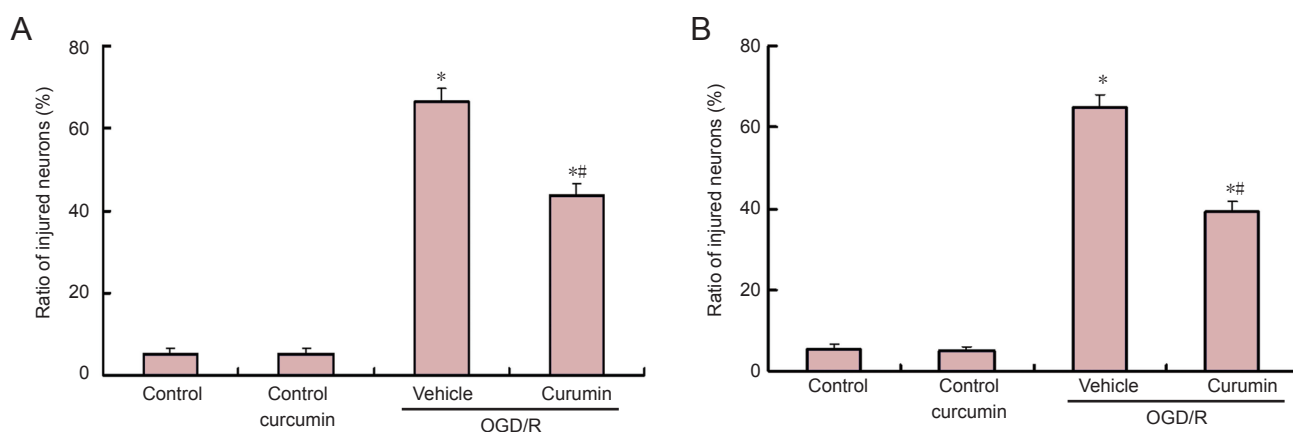 A
Ratio of injured neurons (%)
80
60
40
20
0
*
*#
Control
Control
curcumin
Vehicle
Curumin
OGD/R
B
Ratio of injured neurons (%)
80
60
40
20
0
*
*#
Control
Control
curcumin
Vehicle
Curumin
OGD/R